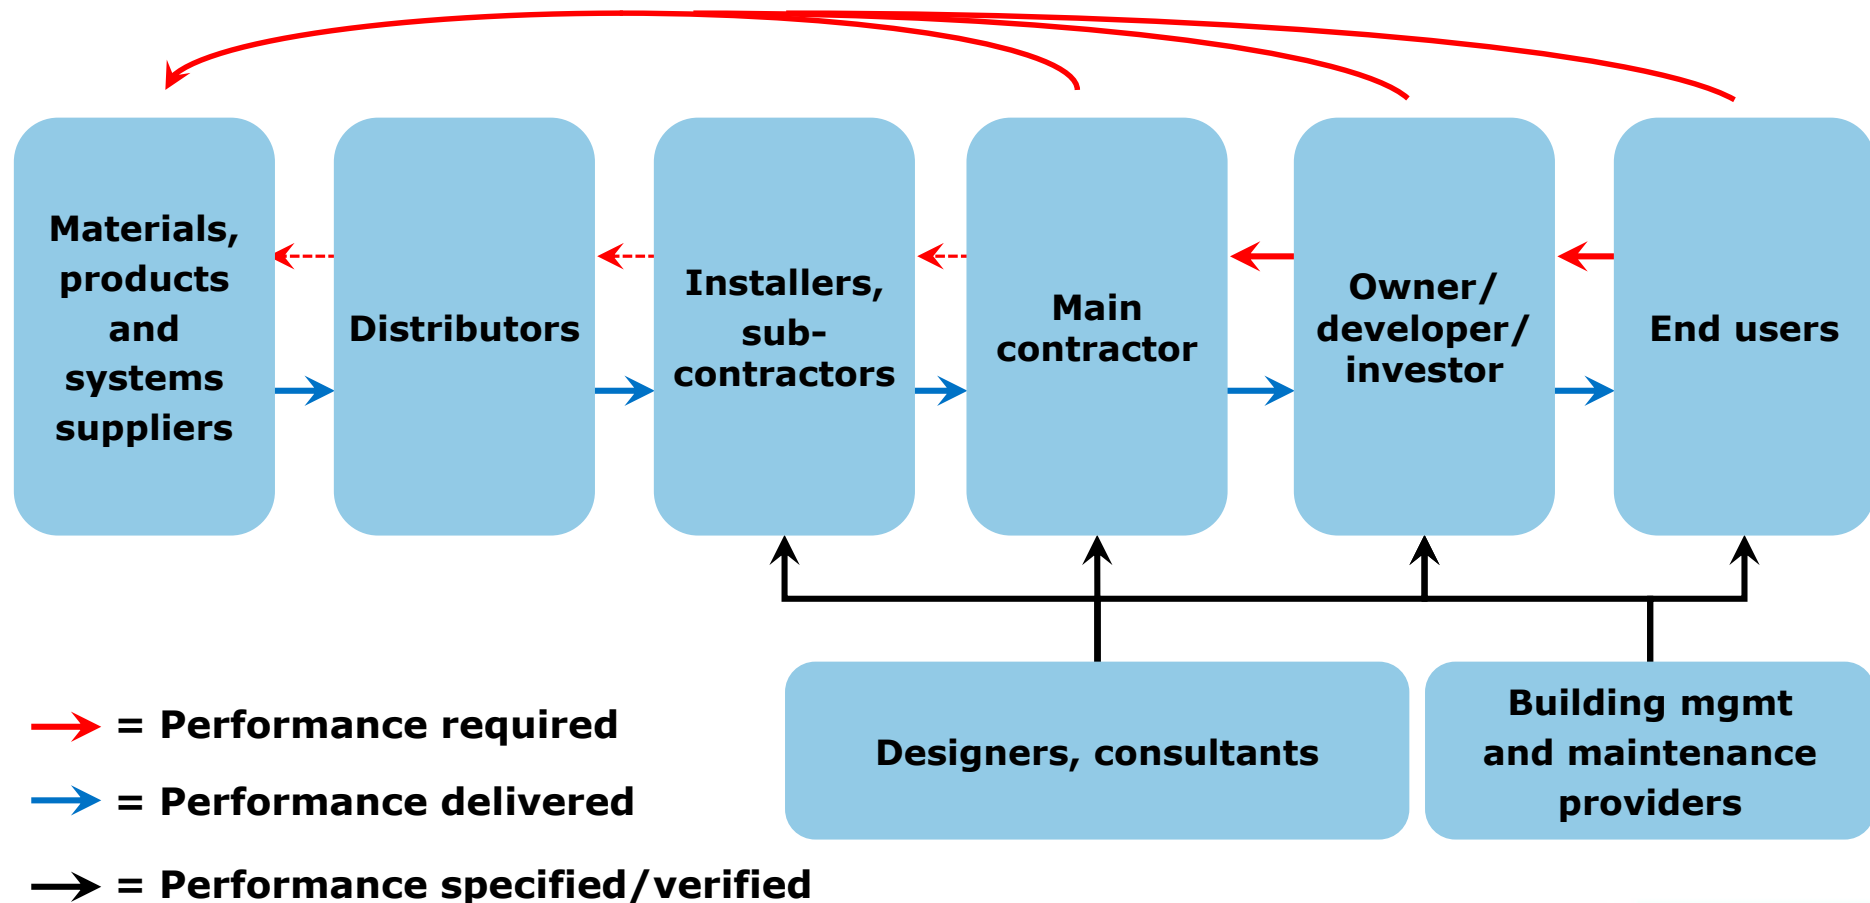 Materials,
products
and
systems
suppliers
Distributors
Installers,
sub-
contractors
Main
contractor
Owner/
developer/
investor
End users
Designers, consultants
Building mgmt
and maintenance
providers
= Performance required
= Performance delivered
= Performance specified/verified